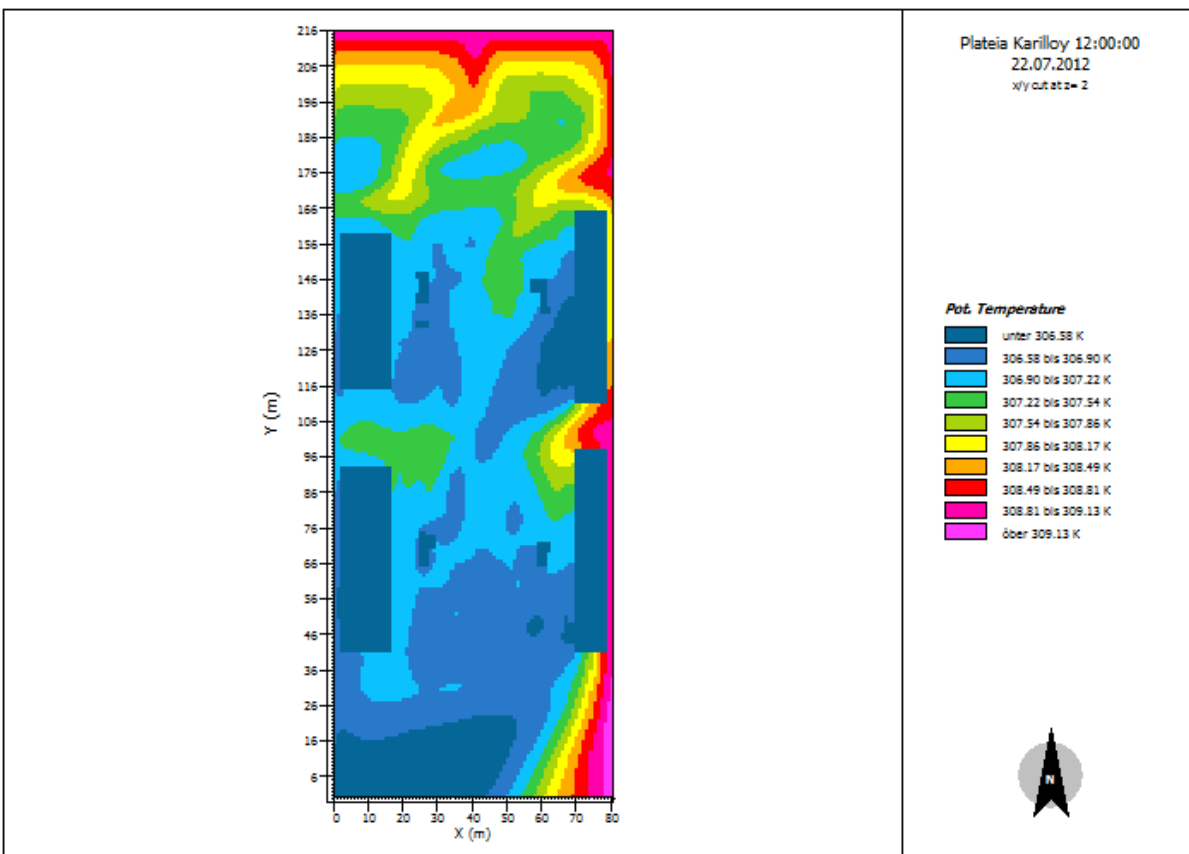 Plateia Karilloy 12:00:00
22.07.2012
x/y cut at z= 2
216
206
196
186
176
166
156
146
136
126
116
106
96
86
76
66
56
46
36
26
16
6
Y (m)
0 10 20 30 40 50 60 70 80
X (m)
Pot. Temperature
unter 306.58 K
306.58 bis 306.90 K
306.90 bis 307.22 K
307.22 bis 307.54 K
307.54 bis 307.86 K
307.86 bis 308.17 K
308.17 bis 308.49 K
308.49 bis 308.81 K
308.81 bis 309.13 K
öber 309.13 K
N